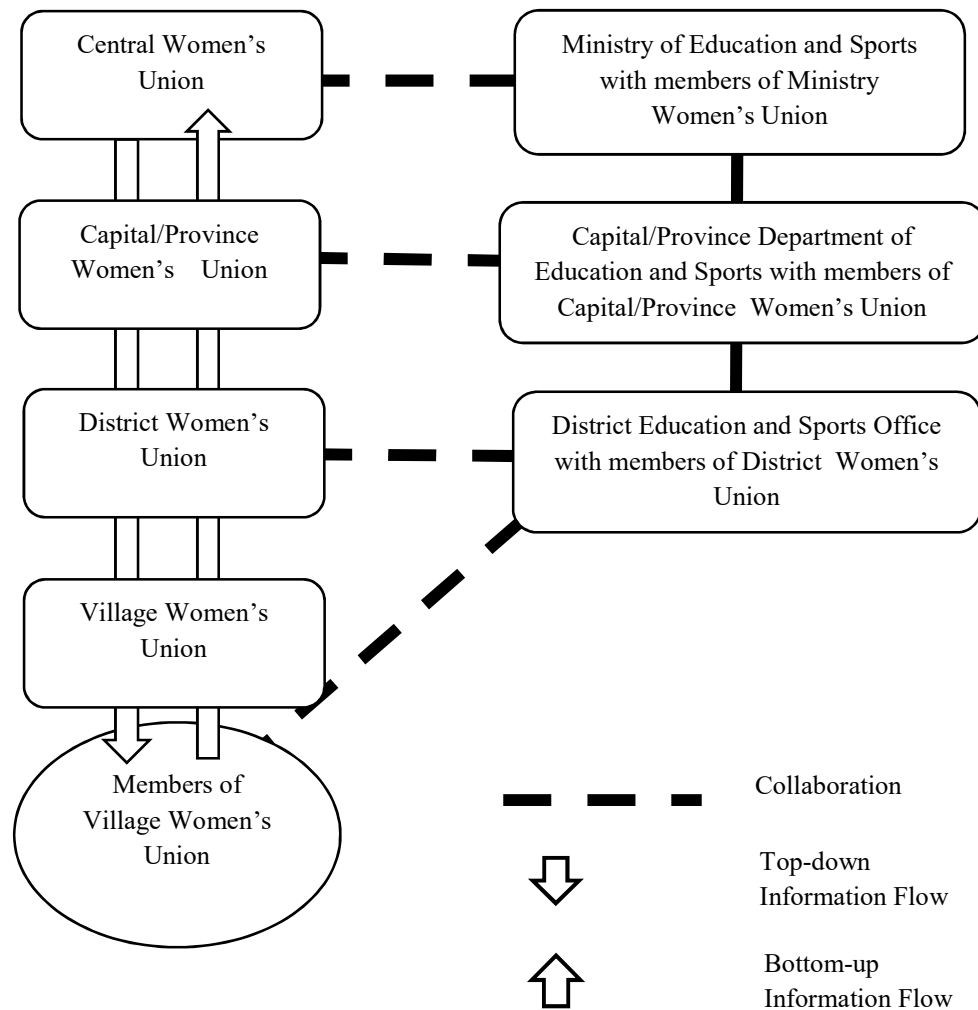 Central Women’s
Union
Ministry of Education and Sports
with members of Ministry
Women’s Union
Capital/Province
Women’s Union
Capital/Province Department of
Education and Sports with members of
Capital/Province Women’s Union
District Women’s
Union
District Education and Sports Office
with members of District Women’s
Union
Village Women’s
Union
Members of
Village Women’s
Union
Collaboration
Top-down
Information Flow
Bottom-up
Information Flow